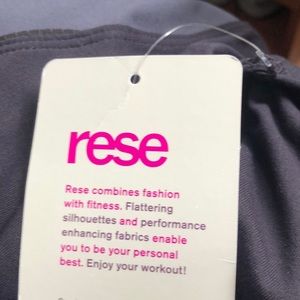 rese
Rese combines fashion
with fitness. Flattering
silhouettes and performance
enhancing fabrics enable
you to be your personal
best. Enjoy your workout!